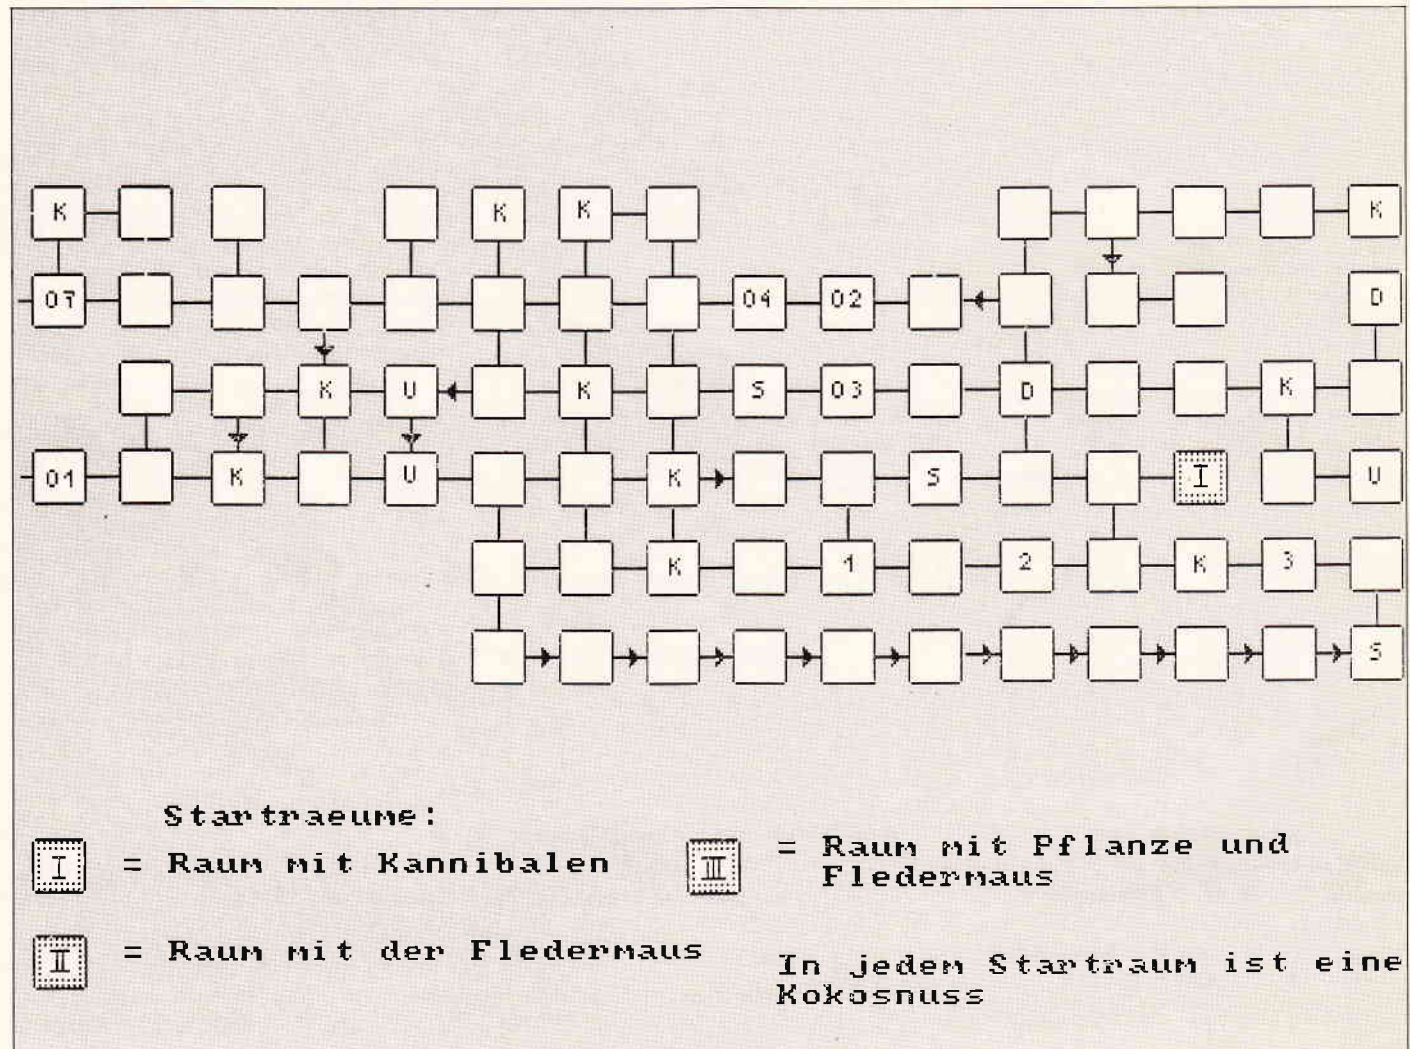 K K K K
07 04 02 D
K U K S 03 D K
01 K U K S I U
K 1 2 K 3
S
Startraeume:
I = Raum mit Kannibalen
III = Raum mit Pflanze und
Fledermaus
II = Raum mit der Fledermaus
In jedem Startraum ist eine
Kokosnuss